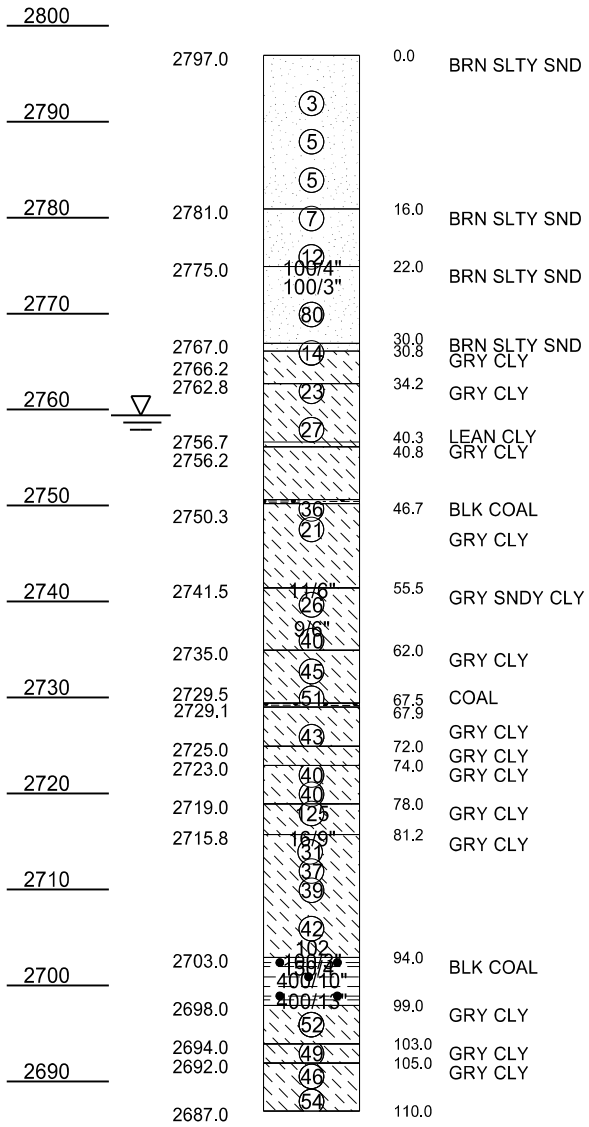 2800
2797.0 0.0 BRN SLTY SND
3
2790
5
5
2780 2781.0 16.0 BRN SLTY SND
7
12
2775.0 100/4" 22.0 BRN SLTY SND
100/3"
2770 80
2767.0 30.0 BRN SLTY SND
14 30.8 GRY CLY
2766.2
2762.8 23 34.2 GRY CLY
2760
27
2756.7 40.3 LEAN CLY
2756.2 40.8 GRY CLY
2750 2750.3 36 46.7 BLK COAL
21 GRY CLY
2741.5 11/6" 55.5 GRY SNDY CLY
2740 26
9/6"
40
2735.0 62.0 GRY CLY
45
2730 2729.5 51 67.5 COAL
2729.1 67.9
43 GRY CLY
2725.0 72.0 GRY CLY
2723.0 40 74.0 GRY CLY
2720 40
2719.0 125 78.0 GRY CLY
2715.8 16/9" 81.2 GRY CLY
31
37
2710 39
42
102
2703.0 94.0 BLK COAL
2700 400/10"
2698.0 400/13" 99.0 GRY CLY
52
2694.0 49 103.0 GRY CLY
2692.0 46 105.0 GRY CLY
2690
54
2687.0 110.0